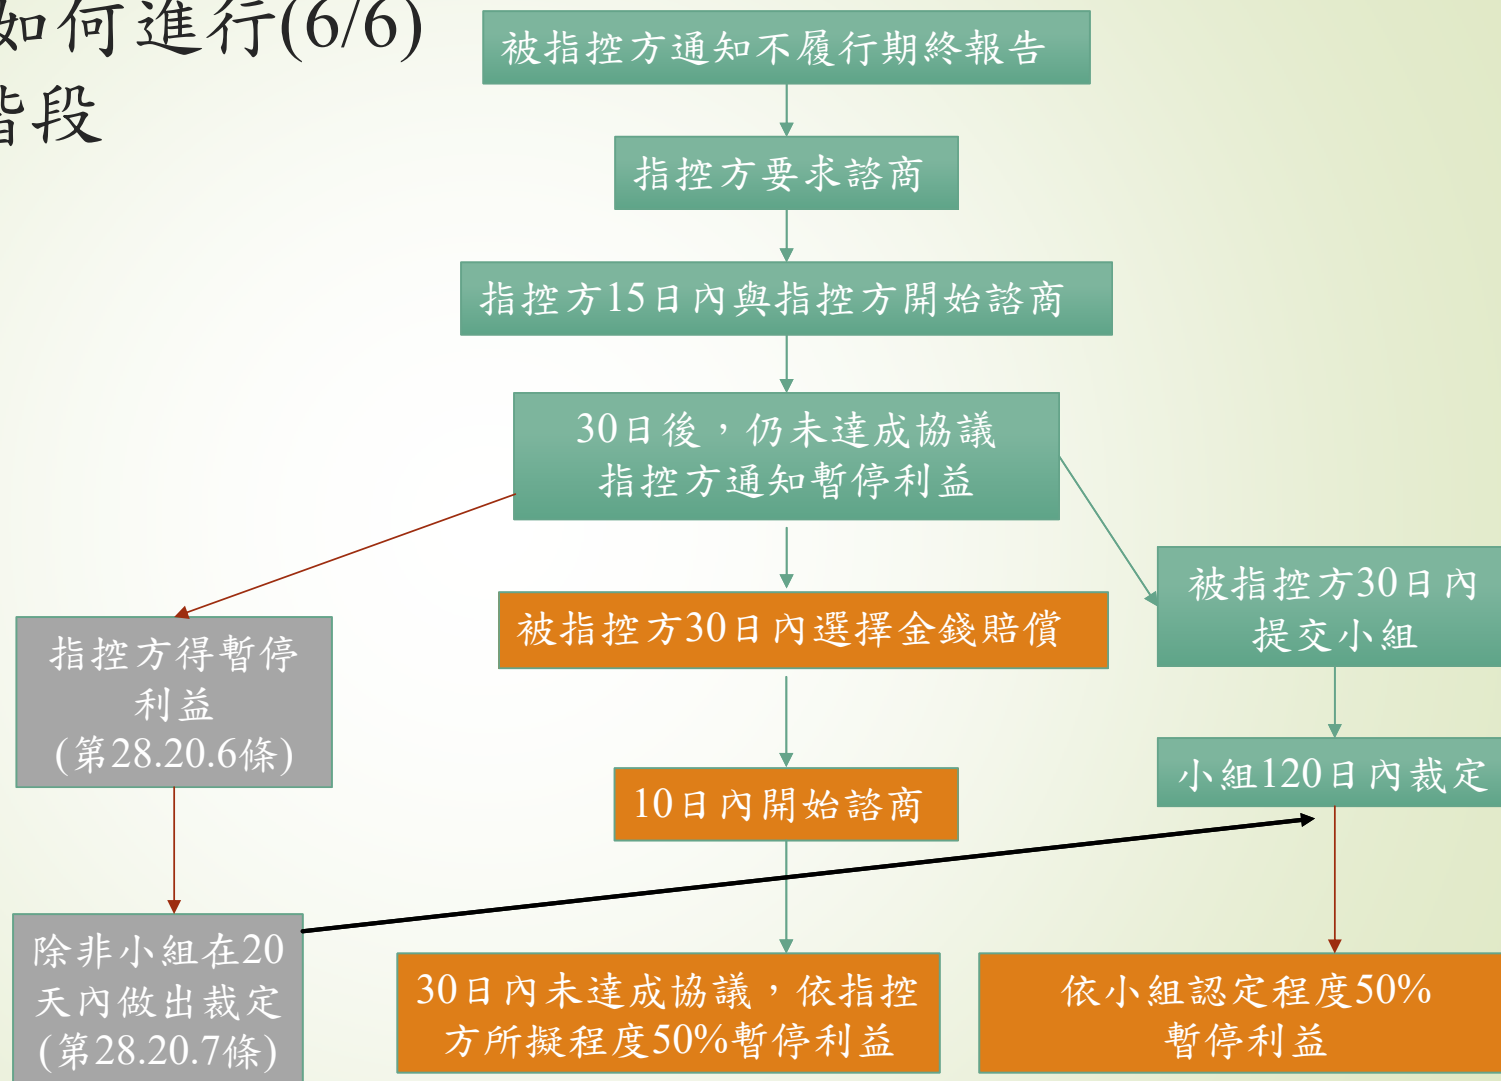 如何進行(6/6)
階段
被指控方通知不履行期終報告
指控方要求諮商
指控方15日內與指控方開始諮商
30日後，仍未達成協議
指控方通知暫停利益
指控方得暫停
利益
(第28.20.6條)
被指控方30日內選擇金錢賠償
被指控方30日內
提交小組
10日內開始諮商
小組120日內裁定
除非小組在20
天內做出裁定
(第28.20.7條)
30日內未達成協議，依指控
方所擬程度50%暫停利益
依小組認定程度50%
暫停利益